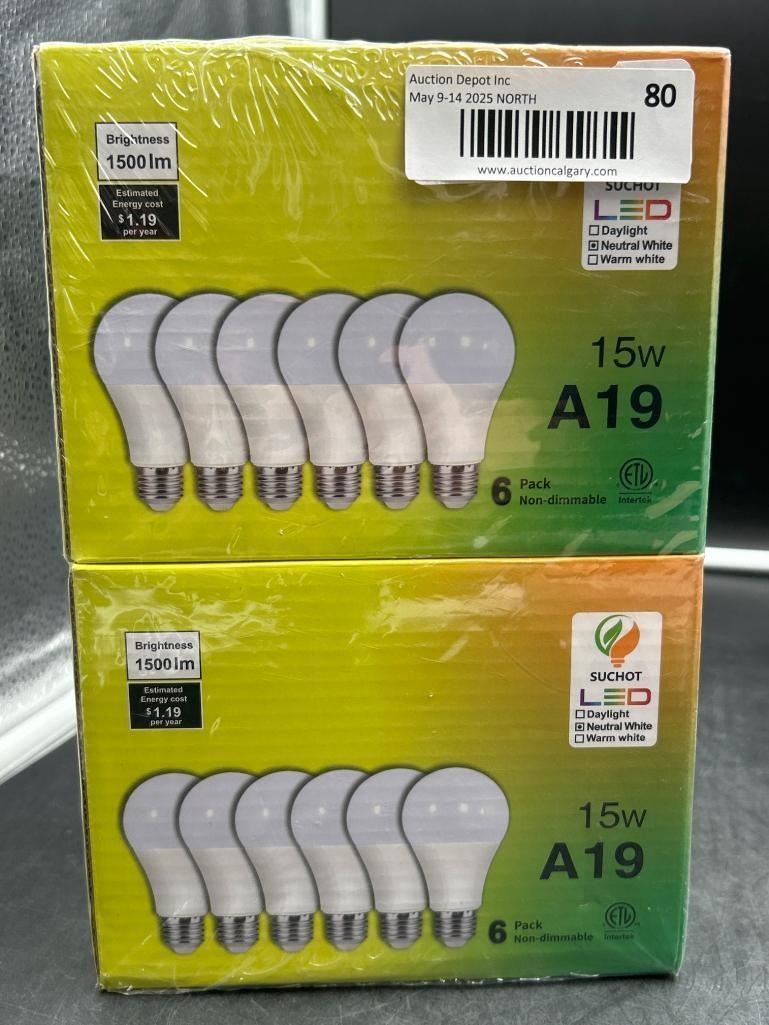 Auction Depot Inc
May 9-14 2025 NORTH
80
www.auctioncalgary.com
Brightness
1500lm
Estimated
Energy cost
$1.19
per year
SUCHOT
LED
Daylight
Neutral White
Warm white
15w
A19
6 Pack
Non-dimmable
ETL
Intertek
Brightness
1500lm
Estimated
Energy cost
$1.19
per year
SUCHOT
LED
Daylight
Neutral White
Warm white
15w
A19
6 Pack
Non-dimmable
ETL
Intertek